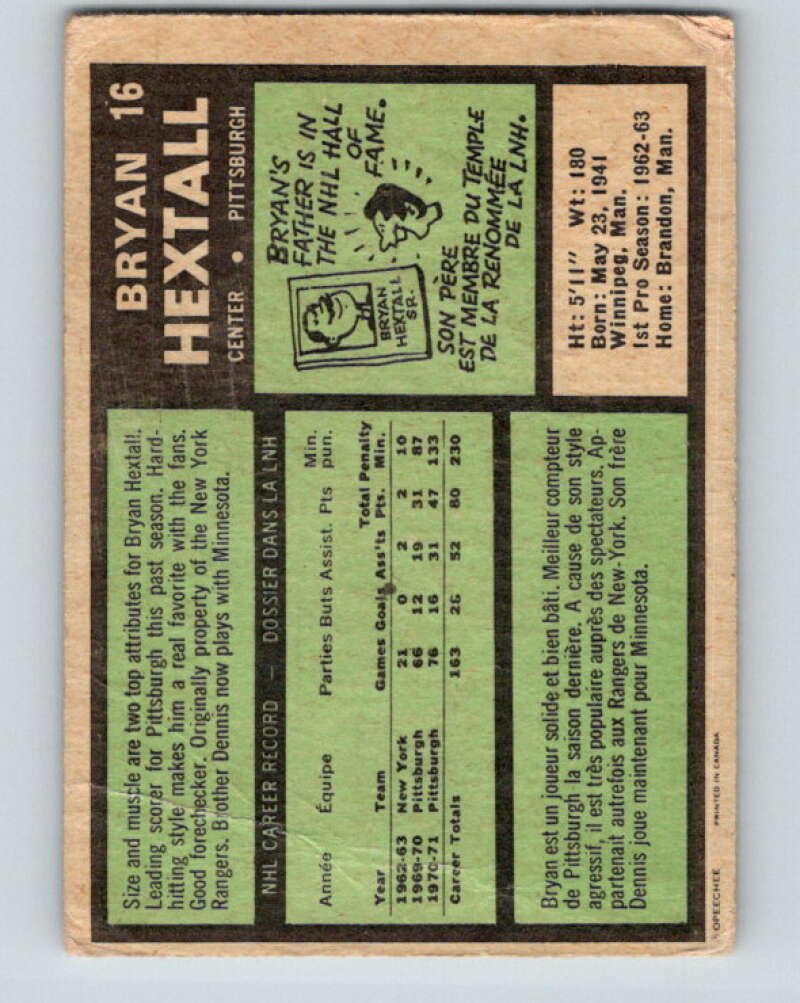 BRYAN 16
HEXTALL
CENTER • PITTSBURGH
Size and muscle are two top attributes for Bryan Hextall.
Leading scorer for Pittsburgh this past season. Hard-
hitting style makes him a real favorite with the fans.
Good forechecker. Originally property of the New York
Rangers. Brother Dennis now plays with Minnesota.
BRYAN'S
FATHER IS IN
THE NHL HALL
OF
FAME.
BRYAN
HEXTALL
SR.
SON PÈRE
EST MEMBRE DU TEMPLE
DE LA RENOMMÉE
DE LA LNH.
Ht: 5'11" Wt: 180
Born: May 23, 1941
Winnipeg, Man.
1st Pro Season: 1962-63
Home: Brandon, Man.
NHL CAREER RECORD — DOSSIER DANS LA LNH
Min.
Année Équipe Parties Buts Assist. Pts pun.
Total Penalty
Year Team Games Goals Ass'ts Pts. Min.
1962-63 New York 21 0 2 2 10
1969-70 Pittsburgh 66 12 19 31 87
1970-71 Pittsburgh 76 16 31 47 133
Career Totals 163 28 52 80 230
Bryan est un joueur solide et bien bâti. Meilleur compteur
de Pittsburgh la saison dernière. A cause de son style
agressif, il est très populaire auprès des spectateurs. Ap-
partenait autrefois aux Rangers de New-York. Son frère
Dennis joue maintenant pour Minnesota.
©OPEECHEE PRINTED IN CANADA